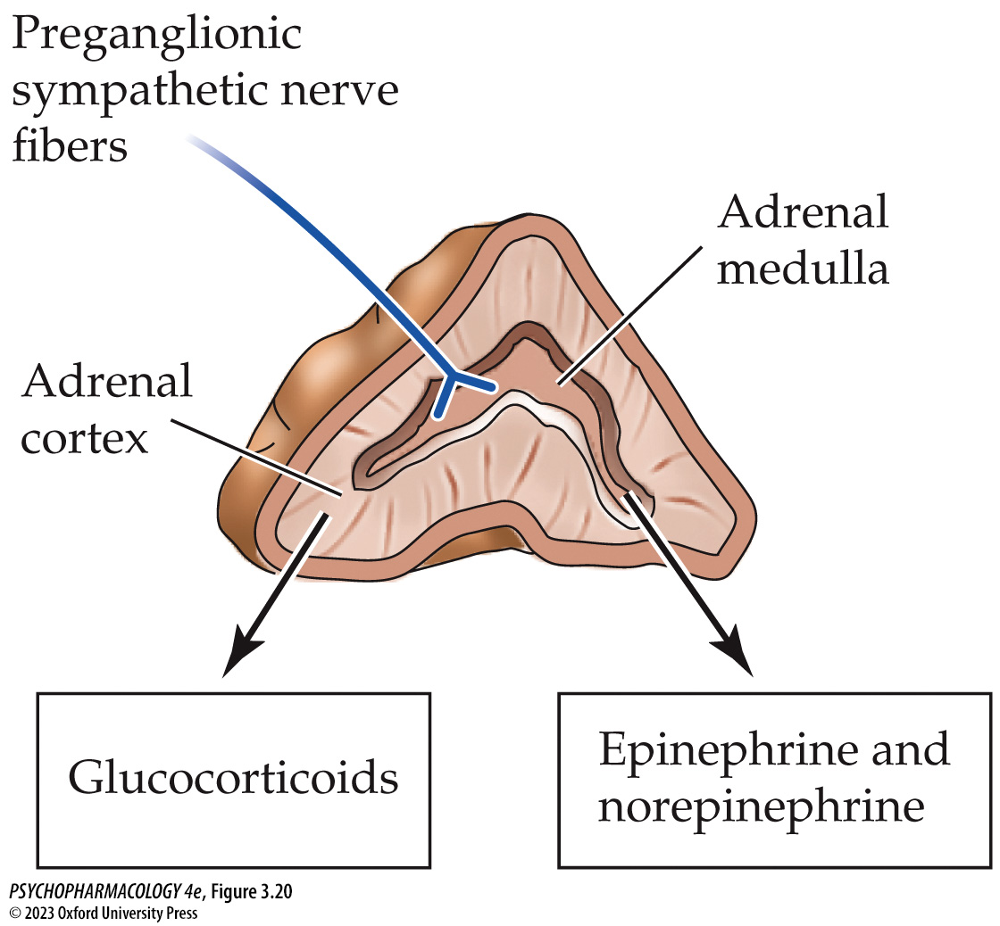 Preganglionic
sympathetic nerve
fibers
Adrenal
medulla
Adrenal
cortex
Glucocorticoids
Epinephrine and
norepinephrine
PSYCHOPHARMACOLOGY 4e, Figure 3.20
© 2023 Oxford University Press